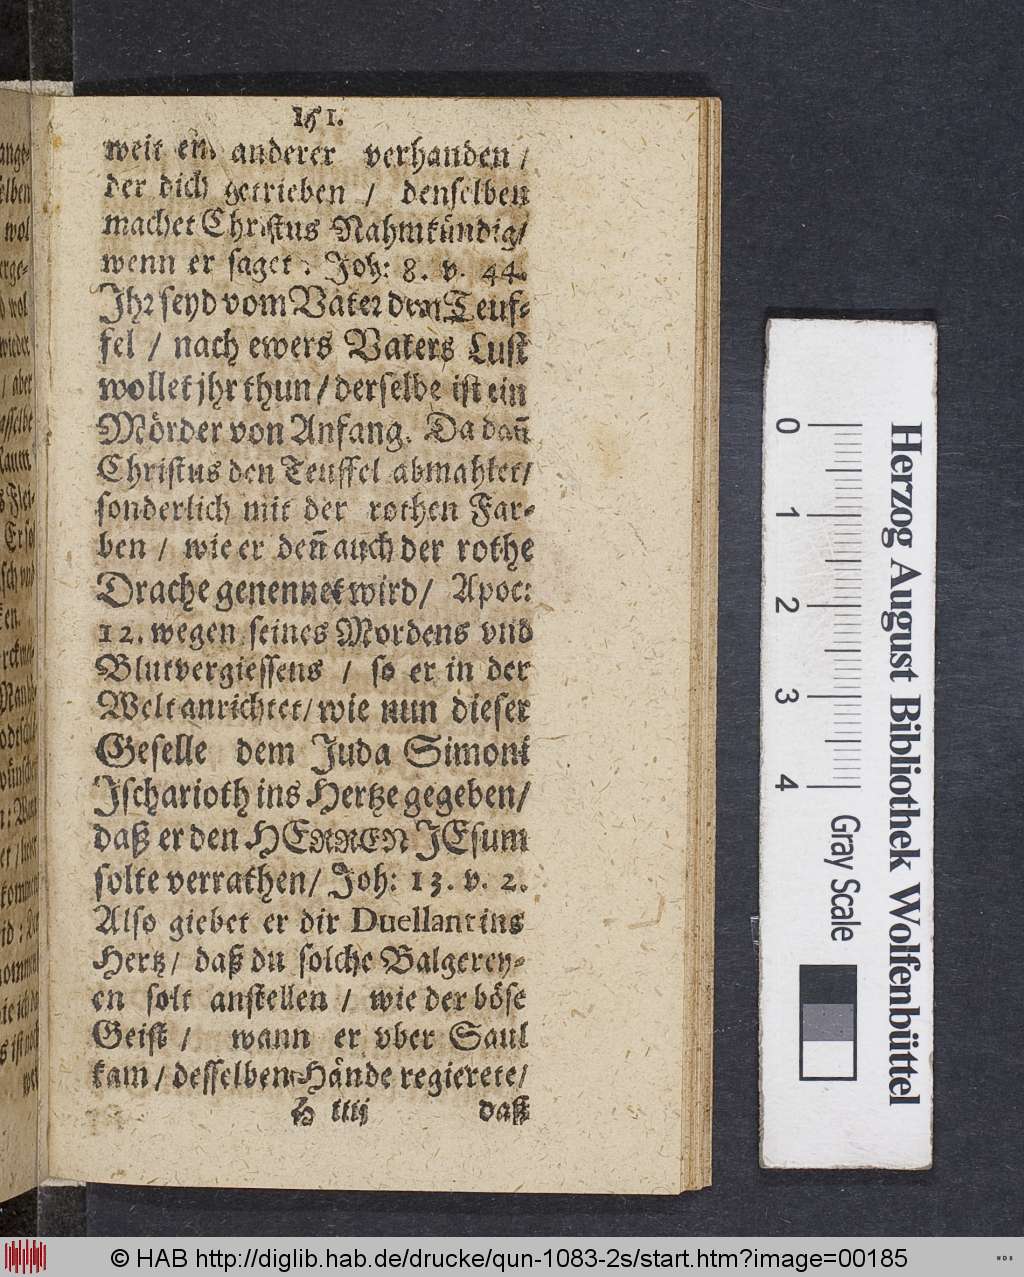 151.
weit ein anderer verhanden /
der dich getrieben / denselben
machet Christus Nahmkündig/
wenn er saget : Joh: 8. v. 44.
Jhr seyd vom Vater dem Teuf-
fel / nach ewers Vaters Lust
wollet jhr thun / derselbe ist ein
Mörder von Anfang. Da dañ
Christus den Teuffel abmahlet/
sonderlich mit der rothen Far-
ben / wie er deñ auch der rothe
Drache genennet wird/ Apoc:
12. wegen seines Mordens vnd
Blutvergiessens / so er in der
Welt anrichtet/ wie nun dieser
Geselle dem Juda Simoni
Jscharioth ins Hertze gegeben/
daß er den HERREN JEsum
solte verrathen/ Joh: 13. v. 2.
Also giebet er dir Duellant ins
Hertz/ daß du solche Balgerey-
en solt anstellen / wie der böse
Geist / wann er vber Saul
kam / desselben Hände regierete/
H iiij daß
0 1 2 3 4
Gray Scale
Herzog August Bibliothek Wolfenbüttel
© HAB http://diglib.hab.de/drucke/qun-1083-2s/start.htm?image=00185